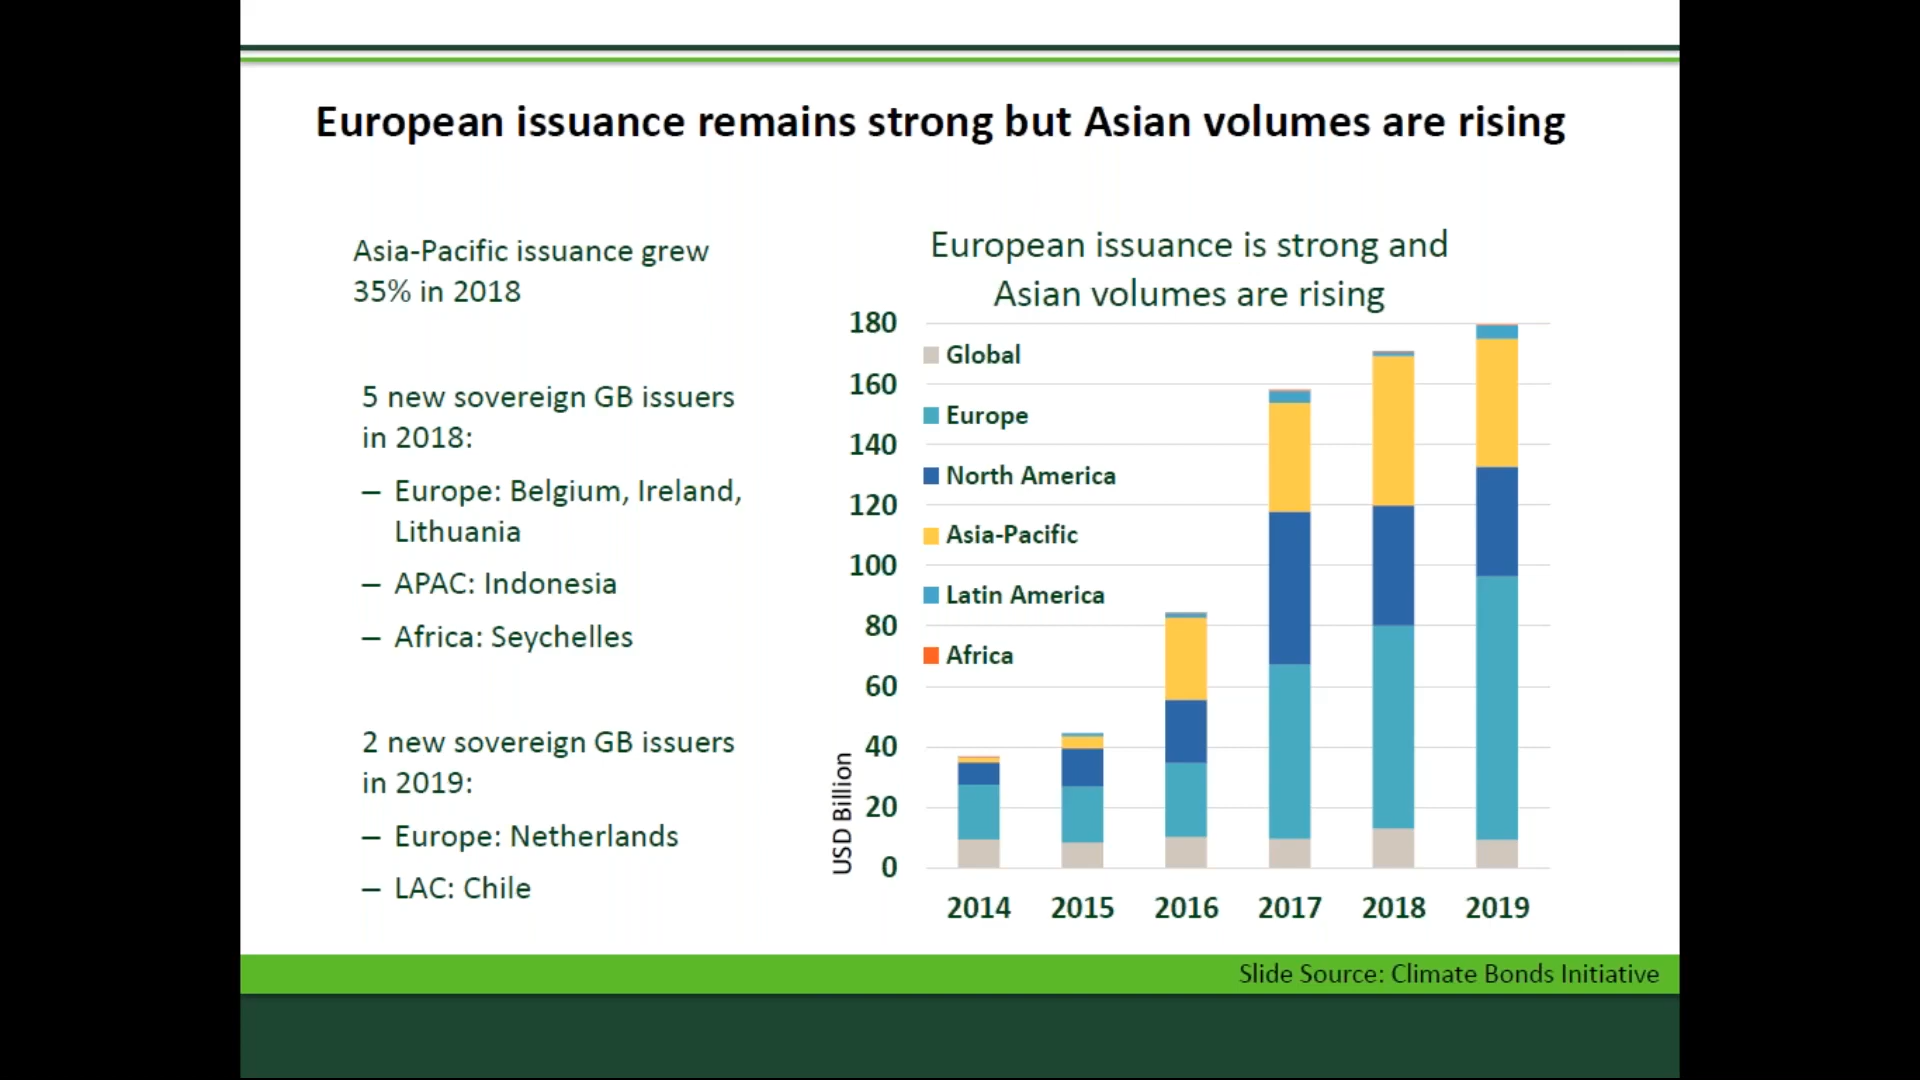 European issuance remains strong but Asian volumes are rising
Asia-Pacific issuance grew
35% in 2018
5 new sovereign GB issuers
in 2018:
– Europe: Belgium, Ireland,
Lithuania
– APAC: Indonesia
– Africa: Seychelles
2 new sovereign GB issuers
in 2019:
– Europe: Netherlands
– LAC: Chile
European issuance is strong and
Asian volumes are rising
180
160
140
120
100
80
60
40
20
0
USD Billion
Global
Europe
North America
Asia-Pacific
Latin America
Africa
2014 2015 2016 2017 2018 2019
Slide Source: Climate Bonds Initiative